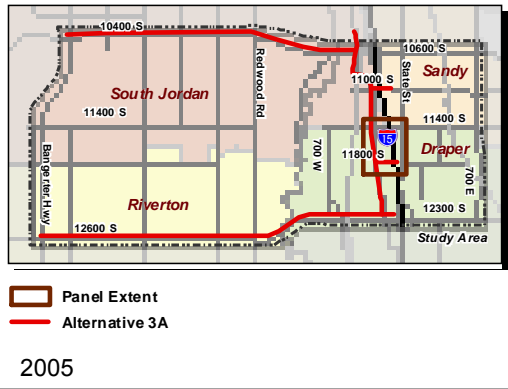 10400 S
10600 S
Redwood Rd
State St
Sandy
11000 S
South Jordan
11400 S
11400 S
15
Bangerter Hwy
700 W
11800 S
Draper
700 E
Riverton
12300 S
12600 S
Study Area
Panel Extent
Alternative 3A
2005